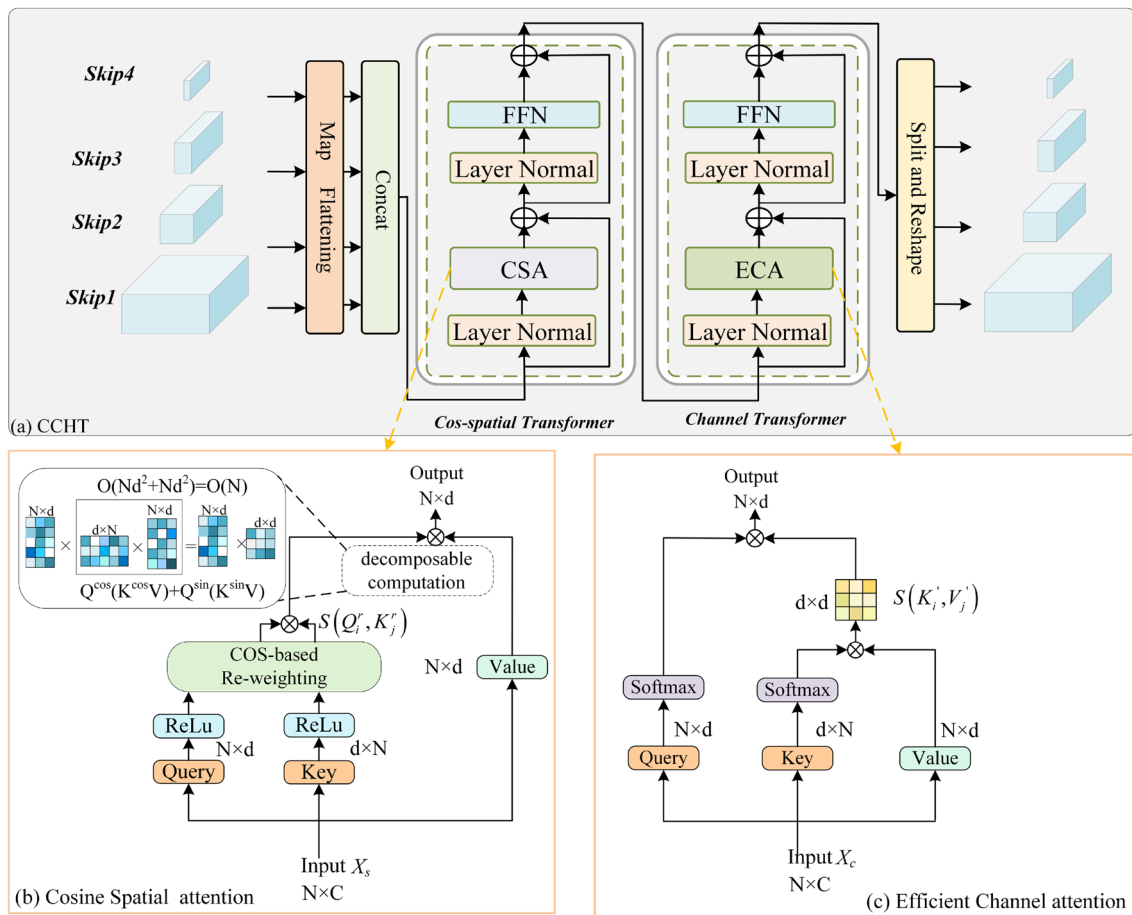 Skip4
Skip3
Skip2
Skip1
Map Flattening
Concat
FFN
Layer Normal
CSA
Layer Normal
Cos-spatial Transformer
FFN
Layer Normal
ECA
Layer Normal
Channel Transformer
Split and Reshape
(a) CCHT
O(Nd²+Nd²)=O(N)
N×d
d×N
N×d
N×d
d×d
×
×
=
×
Q^cos(K^cosV)+Q^sin(K^sinV)
Output
N×d
decomposable
computation
S(Q_i^r, K_j^r)
COS-based
Re-weighting
N×d
Value
ReLu
ReLu
N×d
d×N
Query
Key
Input X_s
N×C
(b) Cosine Spatial attention
Output
N×d
d×d
S(K_i^', V_j^')
Softmax
Softmax
N×d
d×N
N×d
Query
Key
Value
Input X_c
N×C
(c) Efficient Channel attention